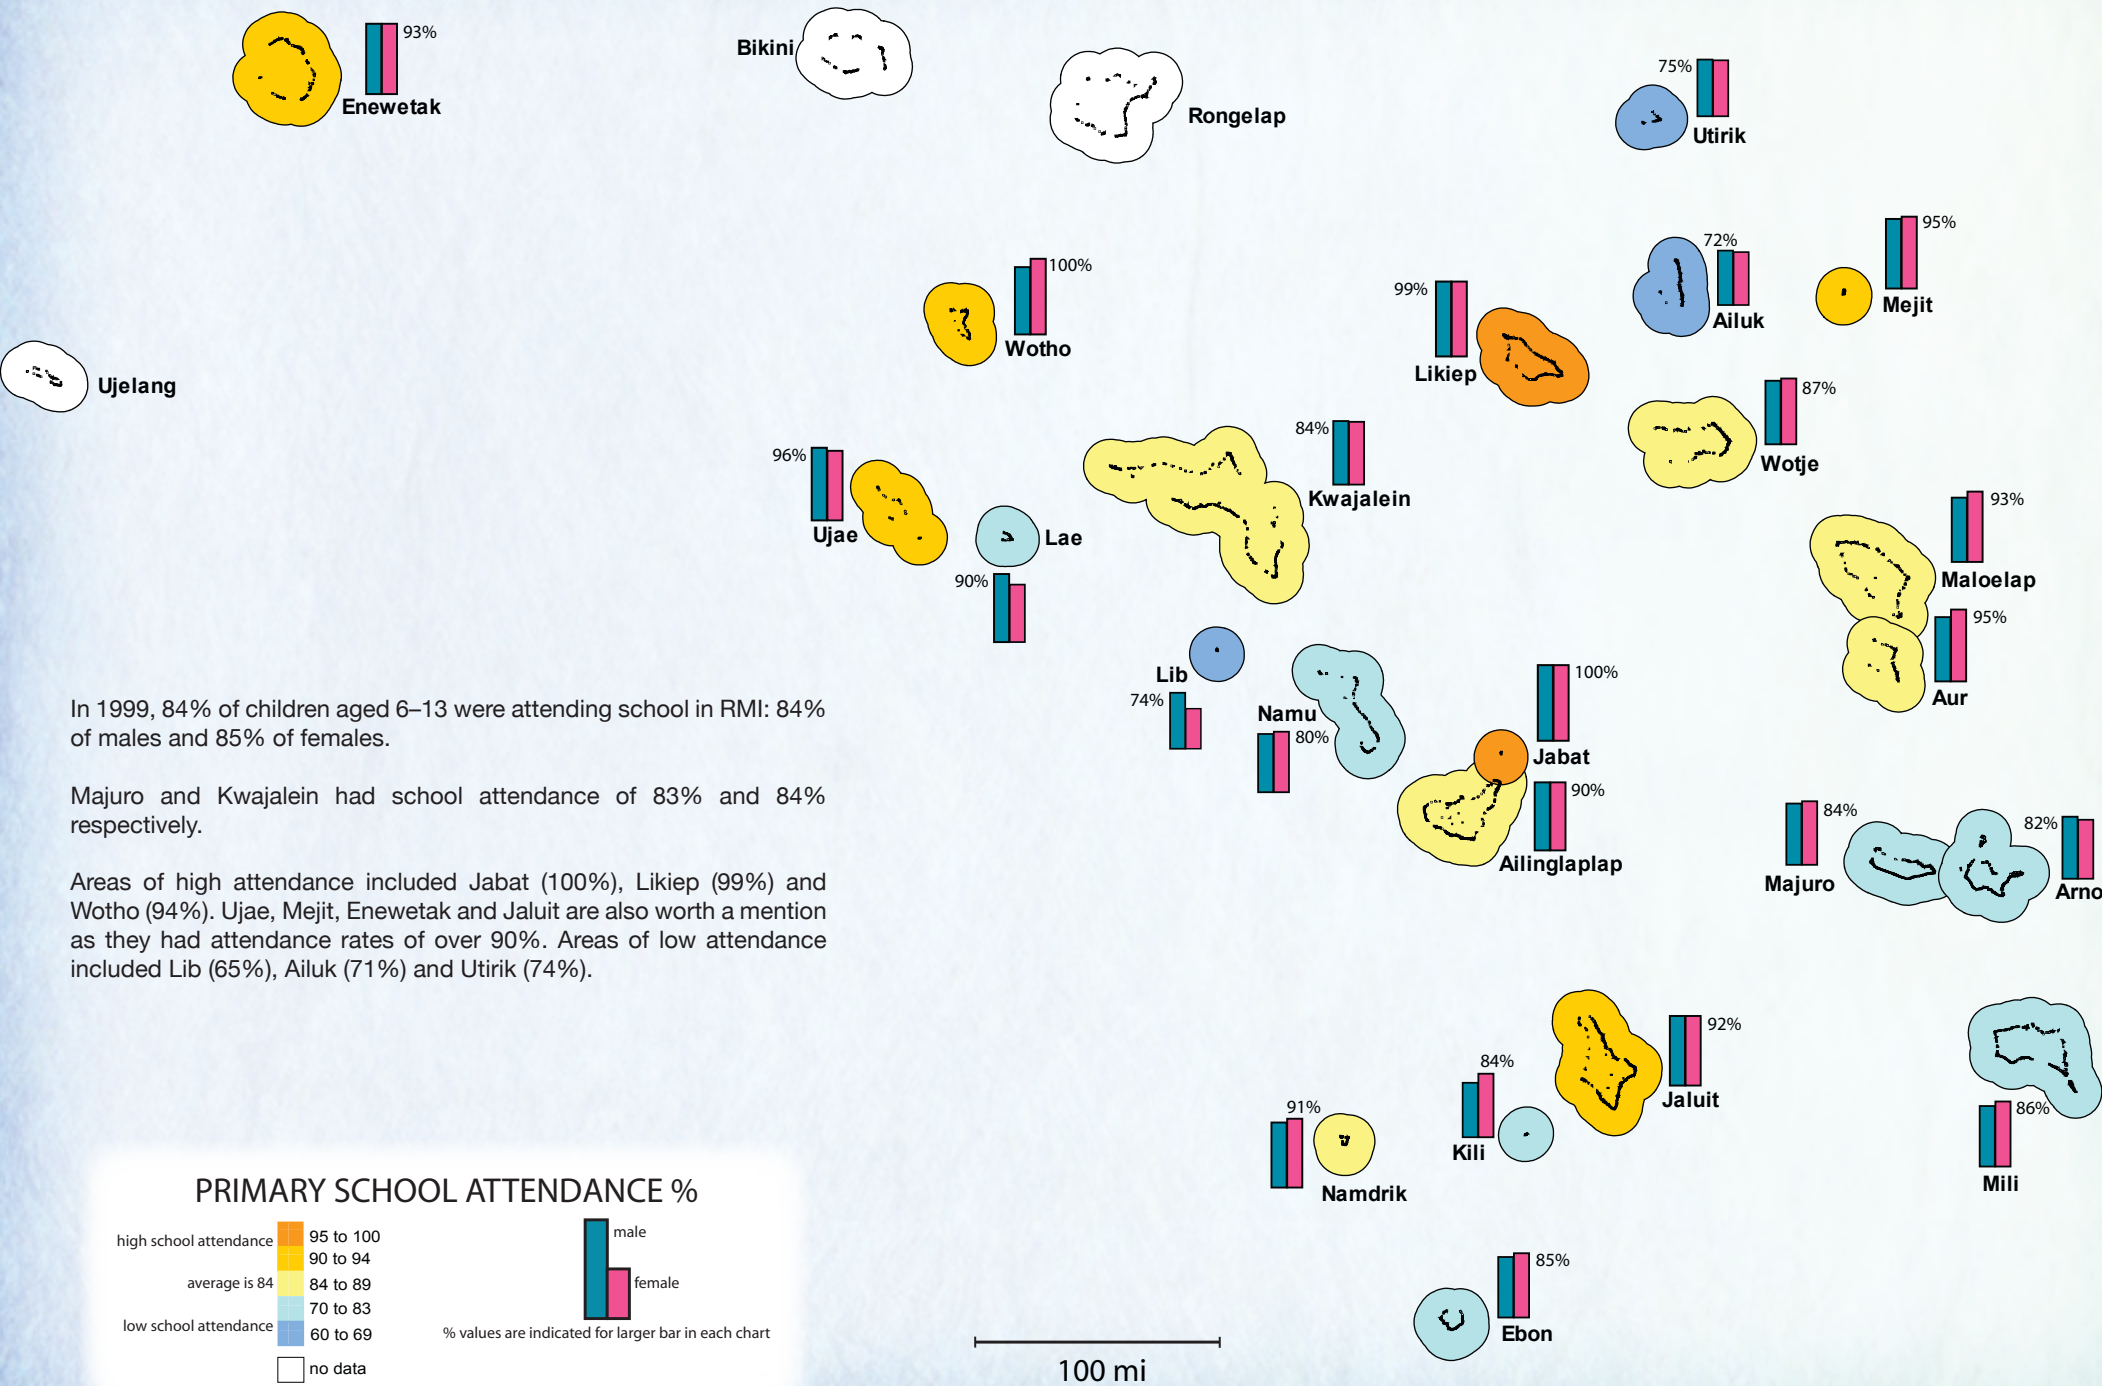 93%
Enewetak
Bikini
Rongelap
75%
Utirik
100%
Wotho
99%
Likiep
72%
Ailuk
95%
Mejit
Ujelang
87%
Wotje
96%
Ujae
Lae
90%
84%
Kwajalein
93%
Maloelap
95%
Aur
Lib
74%
Namu
80%
100%
Jabat
90%
Ailinglaplap
84%
Majuro
82%
Arno
In 1999, 84% of children aged 6–13 were attending school in RMI: 84%
of males and 85% of females.
Majuro and Kwajalein had school attendance of 83% and 84%
respectively.
Areas of high attendance included Jabat (100%), Likiep (99%) and
Wotho (94%). Ujae, Mejit, Enewetak and Jaluit are also worth a mention
as they had attendance rates of over 90%. Areas of low attendance
included Lib (65%), Ailuk (71%) and Utirik (74%).
92%
Jaluit
84%
Kili
91%
Namdrik
86%
Mili
85%
Ebon
PRIMARY SCHOOL ATTENDANCE %
high school attendance
average is 84
low school attendance
95 to 100
90 to 94
84 to 89
70 to 83
60 to 69
no data
male
female
% values are indicated for larger bar in each chart
100 mi